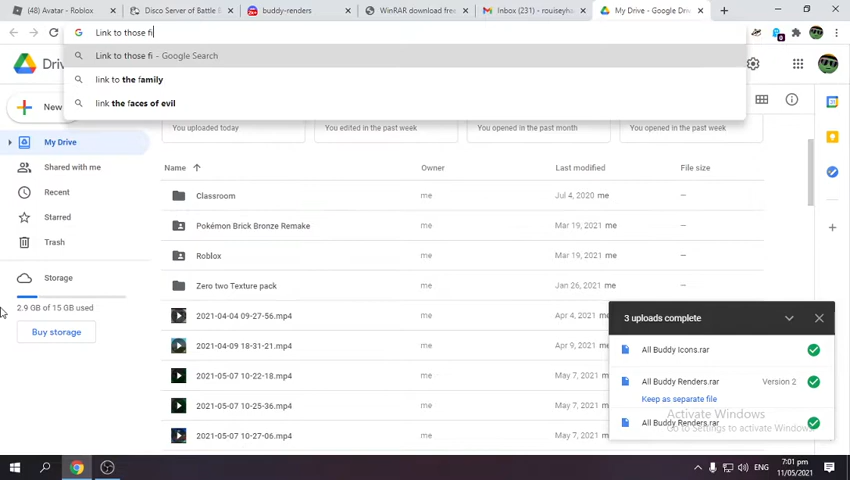 (48) Avatar - Roblox
Disco Server of Battle &
buddy-renders
WinRAR download free
Inbox (231) - rouiseyha
My Drive - Google Dri
Link to those fi
Link to those fi - Google Search
link to the family
link the faces of evil
Driv
New
You uploaded today
You edited in the past week
You opened in the past month
You opened in the past week
My Drive
Shared with me
Recent
Starred
Trash
Storage
2.9 GB of 15 GB used
Buy storage
Name
Owner
Last modified
File size
Classroom
me
Jul 4, 2020 me
—
Pokémon Brick Bronze Remake
me
Mar 19, 2021 me
—
Roblox
me
Mar 19, 2021 me
—
Zero two Texture pack
me
Jan 26, 2021 me
—
2021-04-04 09-27-56.mp4
me
Apr 4, 2021 me
2021-04-09 18-31-21.mp4
me
Apr 9, 2021 me
2021-05-07 10-22-18.mp4
me
May 7, 2021 me
2021-05-07 10-25-36.mp4
me
May 7, 2021 me
2021-05-07 10-27-06.mp4
me
May 7, 2021 me
3 uploads complete
All Buddy Icons.rar
All Buddy Renders.rar
Version 2
Keep as separate file
All Buddy Renders.rar
Activate Windows
Go to Settings to activate Windows.
ENG
7:01 pm
11/05/2021